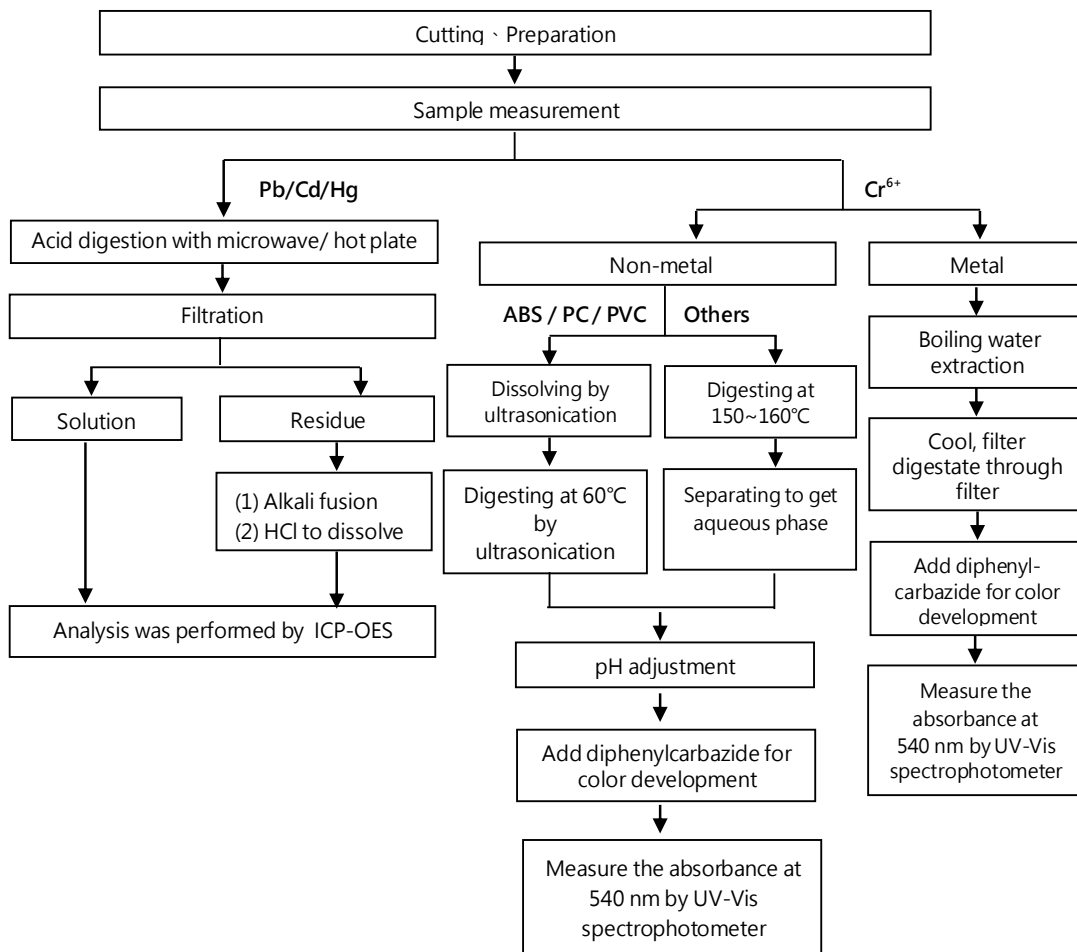 Cutting、Preparation
Sample measurement
Pb/Cd/Hg
Cr⁶⁺
Acid digestion with microwave/ hot plate
Filtration
Solution
Residue
(1) Alkali fusion
(2) HCl to dissolve
Analysis was performed by ICP-OES
Non-metal
ABS / PC / PVC
Others
Dissolving by
ultrasonication
Digesting at 60℃
by
ultrasonication
Digesting at
150~160℃
Separating to get
aqueous phase
pH adjustment
Add diphenylcarbazide for
color development
Measure the absorbance at
540 nm by UV-Vis
spectrophotometer
Metal
Boiling water
extraction
Cool, filter
digestate through
filter
Add diphenyl-
carbazide for color
development
Measure the
absorbance at
540 nm by UV-Vis
spectrophotometer